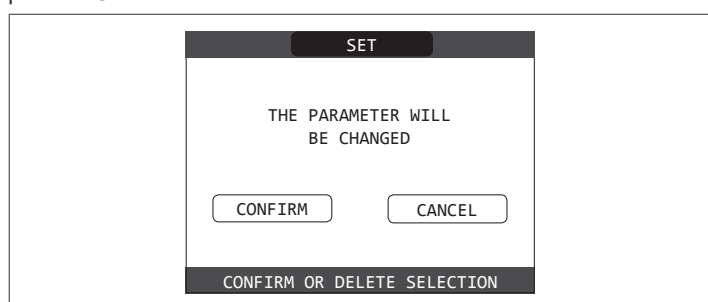 SET
THE PARAMETER WILL
BE CHANGED
CONFIRM
CANCEL
CONFIRM OR DELETE SELECTION